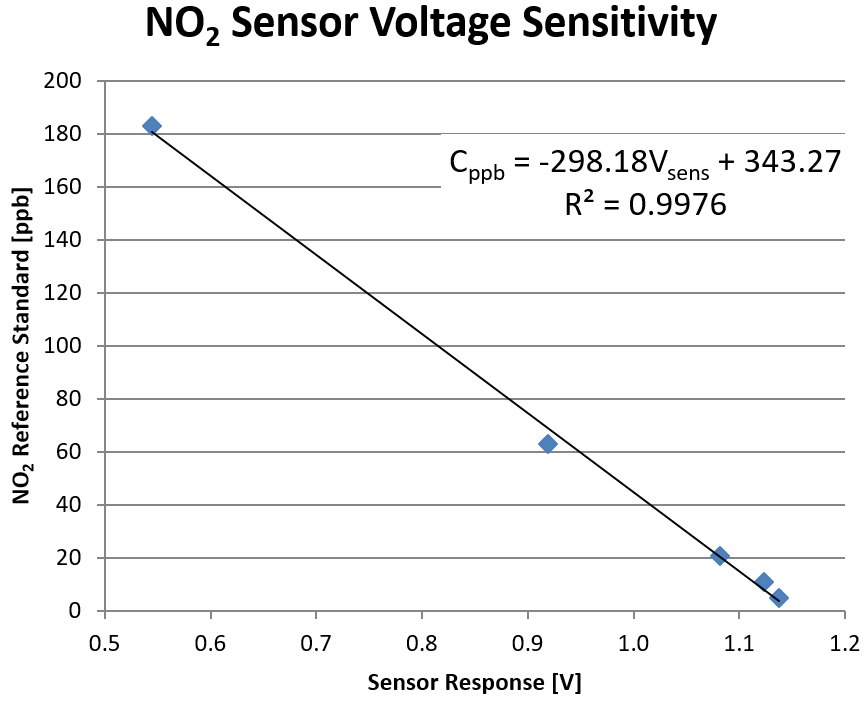 NO₂ Sensor Voltage Sensitivity
200
180
160
140
120
100
80
60
40
20
0
NO₂ Reference Standard [ppb]
C_ppb = -298.18V_sens + 343.27
R² = 0.9976
0.5 0.6 0.7 0.8 0.9 1.0 1.1 1.2
Sensor Response [V]